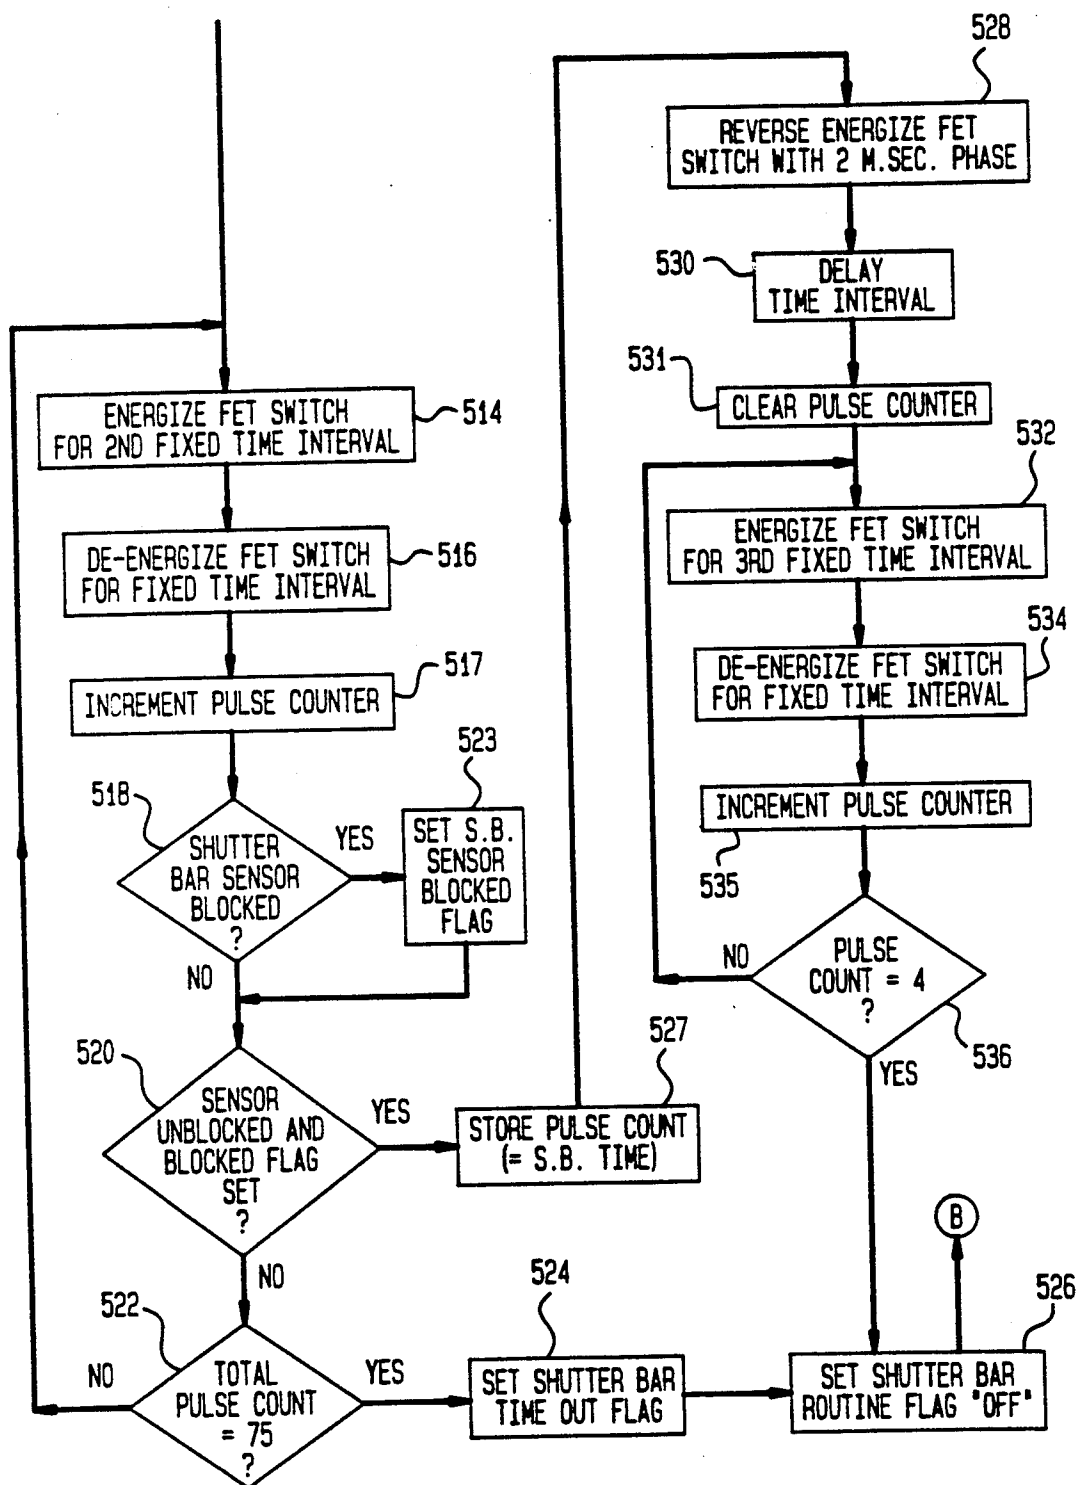 ENERGIZE FET SWITCH
FOR 2ND FIXED TIME INTERVAL
514
DE-ENERGIZE FET SWITCH
FOR FIXED TIME INTERVAL
516
INCREMENT PULSE COUNTER
517
518
SHUTTER
BAR SENSOR
BLOCKED
?
YES
NO
523
SET S.B.
SENSOR
BLOCKED
FLAG
520
SENSOR
UNBLOCKED AND
BLOCKED FLAG
SET
?
YES
NO
527
STORE PULSE COUNT
(= S.B. TIME)
522
TOTAL
PULSE COUNT
= 75
?
NO
YES
524
SET SHUTTER BAR
TIME OUT FLAG
528
REVERSE ENERGIZE FET
SWITCH WITH 2 M.SEC. PHASE
530
DELAY
TIME INTERVAL
531
CLEAR PULSE COUNTER
532
ENERGIZE FET SWITCH
FOR 3RD FIXED TIME INTERVAL
534
DE-ENERGIZE FET SWITCH
FOR FIXED TIME INTERVAL
INCREMENT PULSE COUNTER
535
NO
PULSE
COUNT = 4
?
536
YES
B
526
SET SHUTTER BAR
ROUTINE FLAG "OFF"